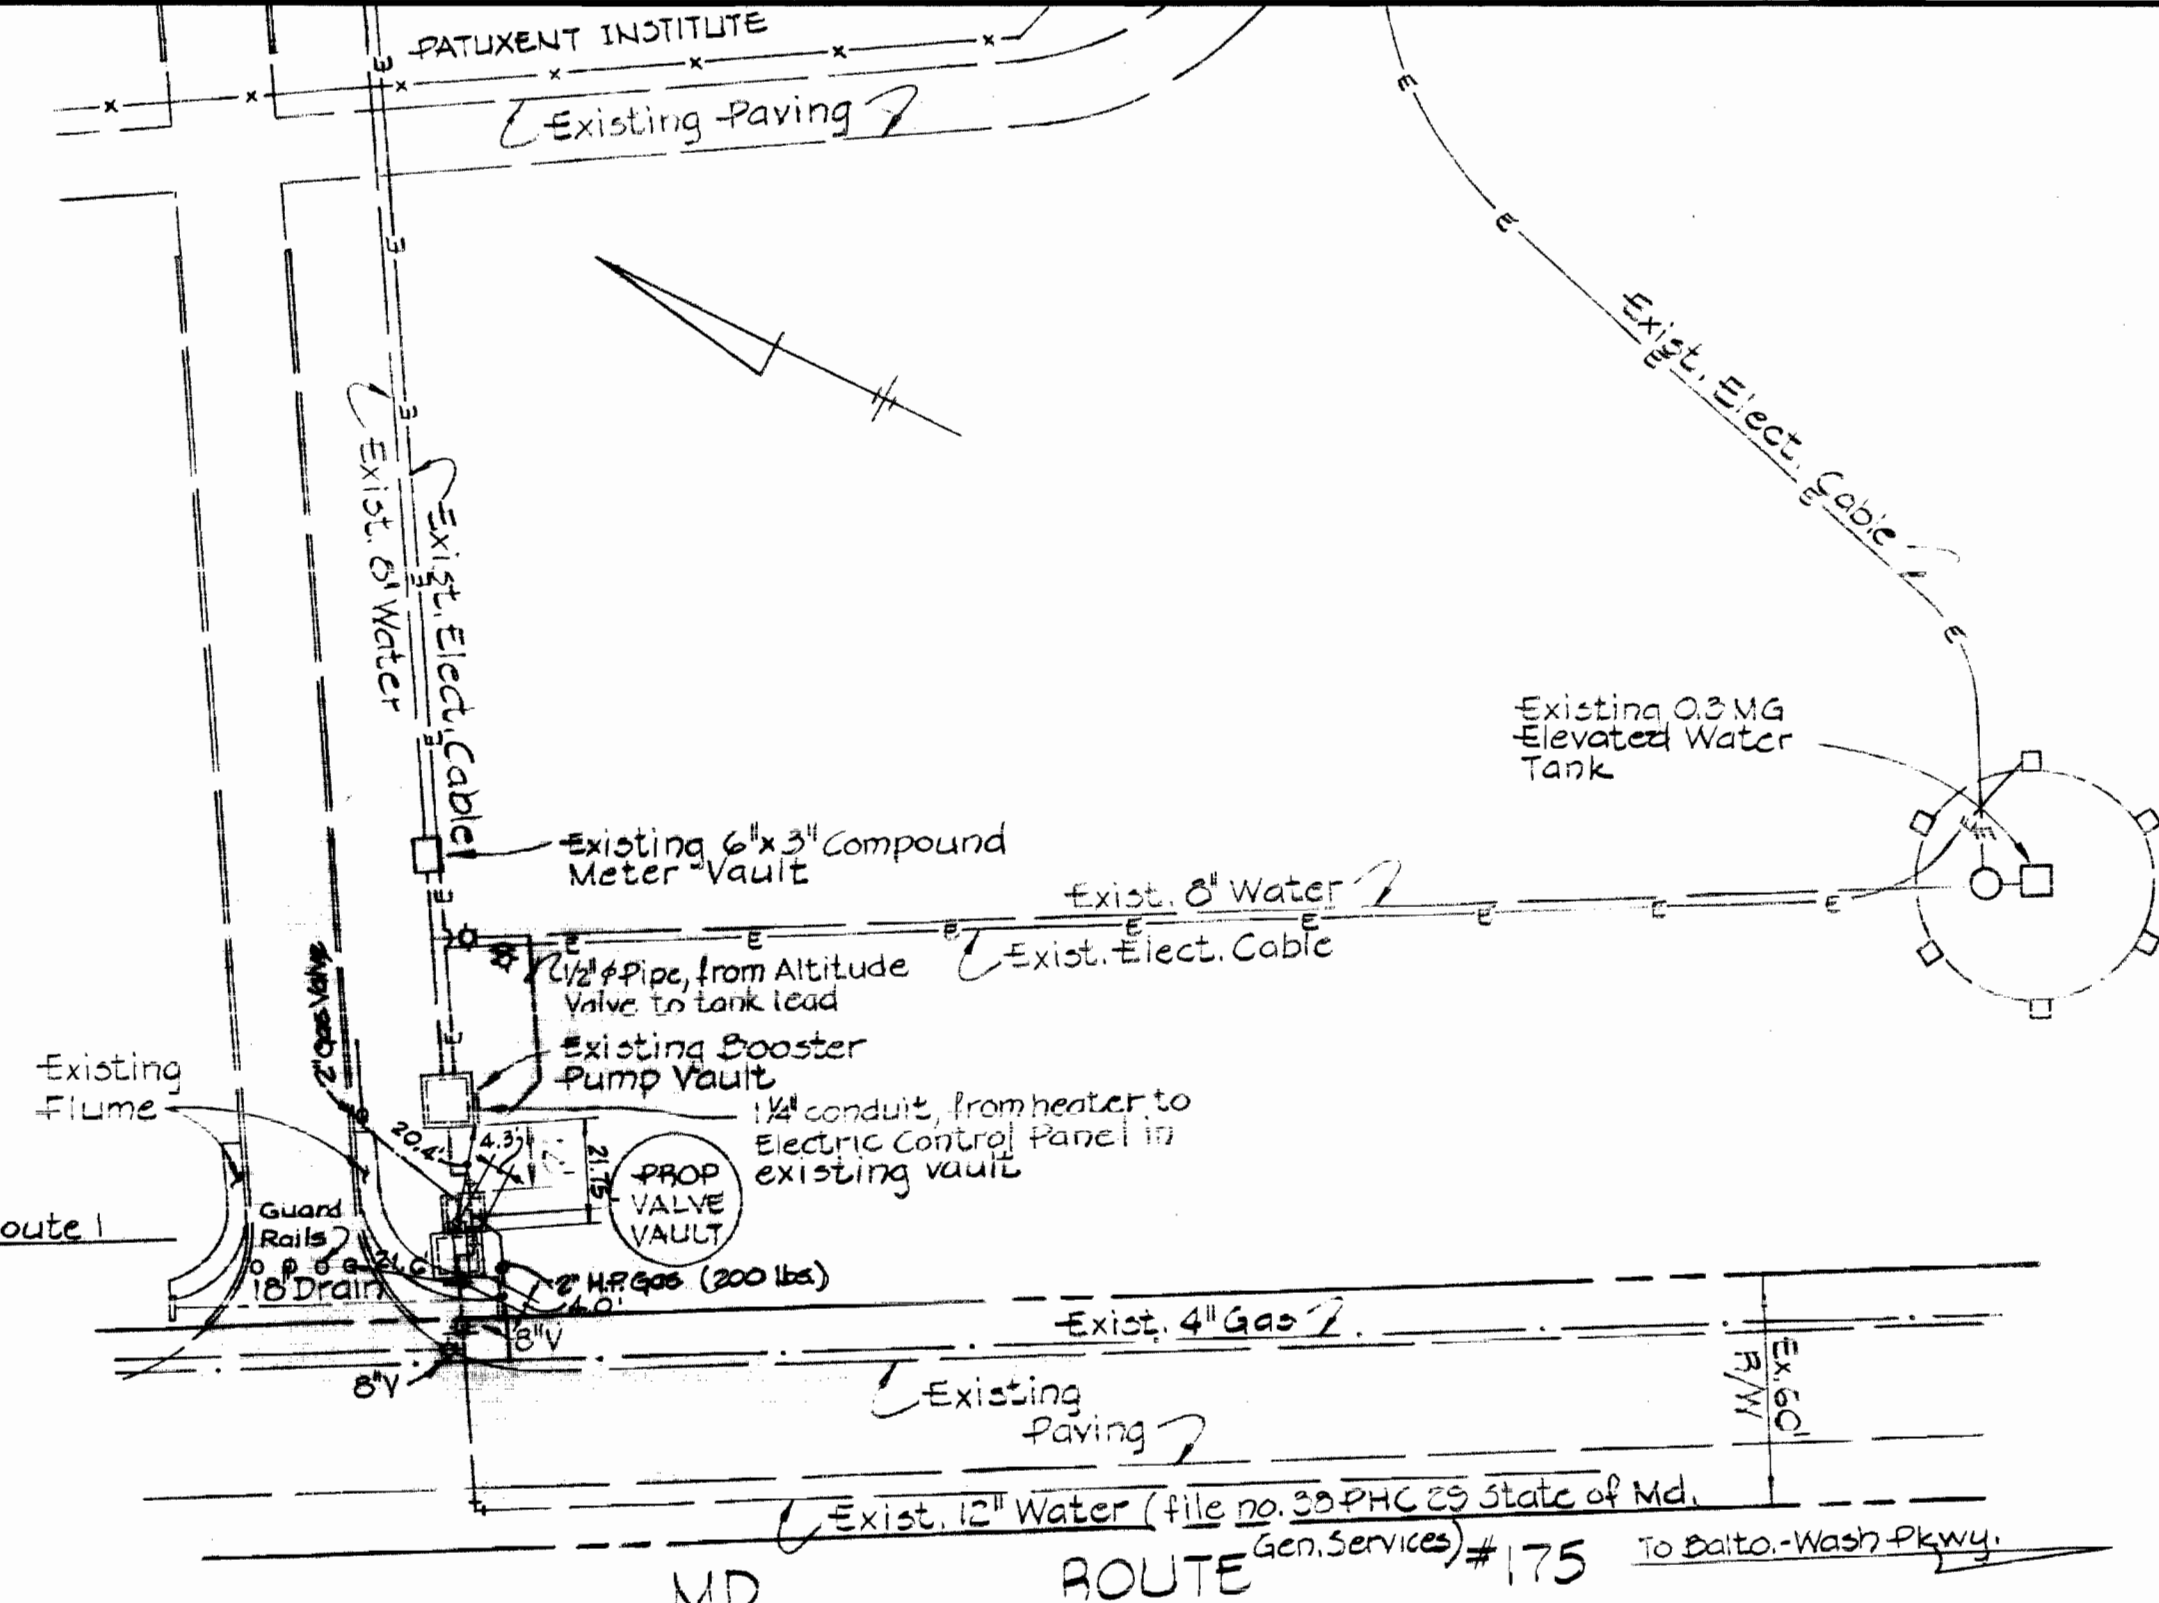 PATUXENT INSTITUTE
Existing Paving
Exist. Elect. Cable
Exist. 8" Water
Exist. Elect. Cable
Existing 0.3 MG
Elevated Water
Tank
Existing 6"x3" Compound
Meter Vault
Exist. 8" Water
Exist. Elect. Cable
1/2" φ Pipe, from Altitude
Valve to tank lead
2" Gas Valve
Existing Booster
Pump Vault
Existing
Flume
1 1/4" conduit, from heater to
Electric Control Panel in
existing vault
20.4'
4.3'
21.75
PROP
VALVE
VAULT
oute 1
Guard
Rails
21.6'
18" Drain
2" H.P. Gas (200 lbs.)
4.0'
8" V
8" V
Exist. 4" Gas
Existing
Paving
Ex. 60'
R/W
Exist. 12" Water (file no. 38 PHC 29 State of Md.
Gen. Services)
MD ROUTE #175
To Balto.-Wash Pkwy.